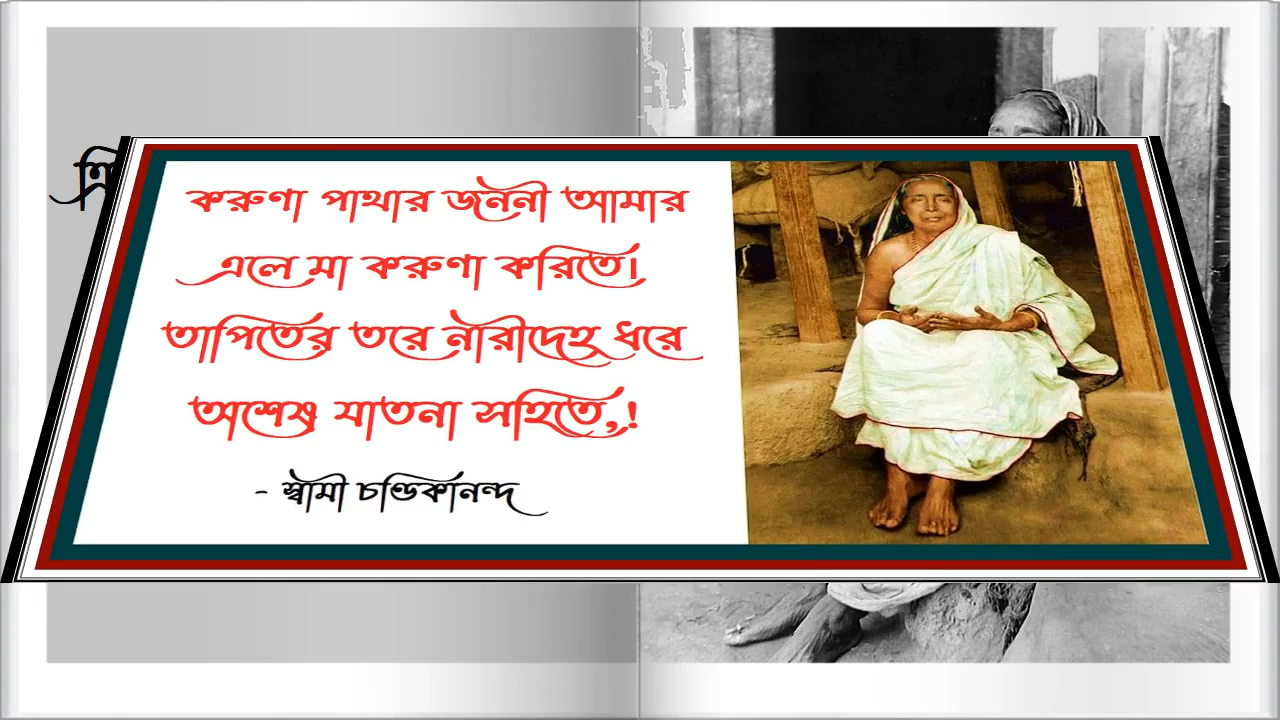 করুণা পাথার জননী আমার
এলে মা করুণা করিতে।
তাপিতের তরে নারীদেহ ধরে
অশেষ যাতনা সহিতে,!
- স্বামী চণ্ডিকানন্দ